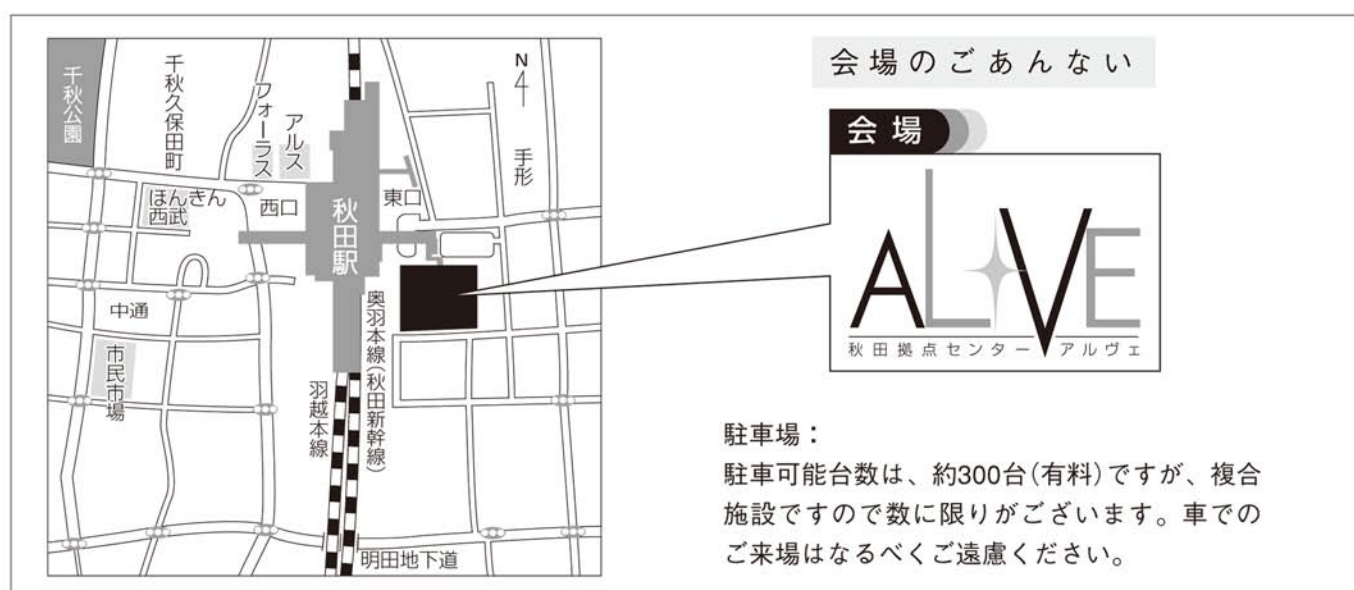 会場のごあんない
会場
ALIVE
秋田拠点センター アルヴェ
駐車場：
駐車可能台数は、約300台(有料)ですが、複合
施設ですので数に限りがございます。車での
ご来場はなるべくご遠慮ください。
千秋公園
千秋久保田町
フォーラス
アルス
N
手形
ほんきん
西武
西口
秋田駅
東口
中通
市民市場
羽越本線
奥羽本線(秋田新幹線)
明田地下道